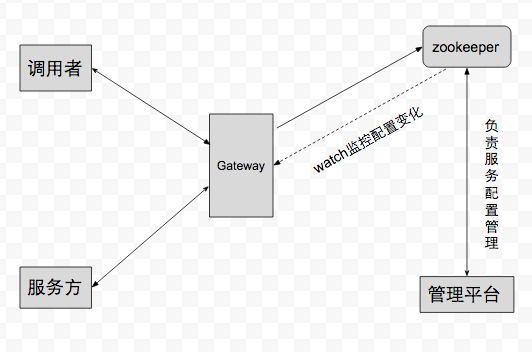 zookeeper
调用者
watch监控配置变化
负责服务配置管理
Gateway
服务方
管理平台